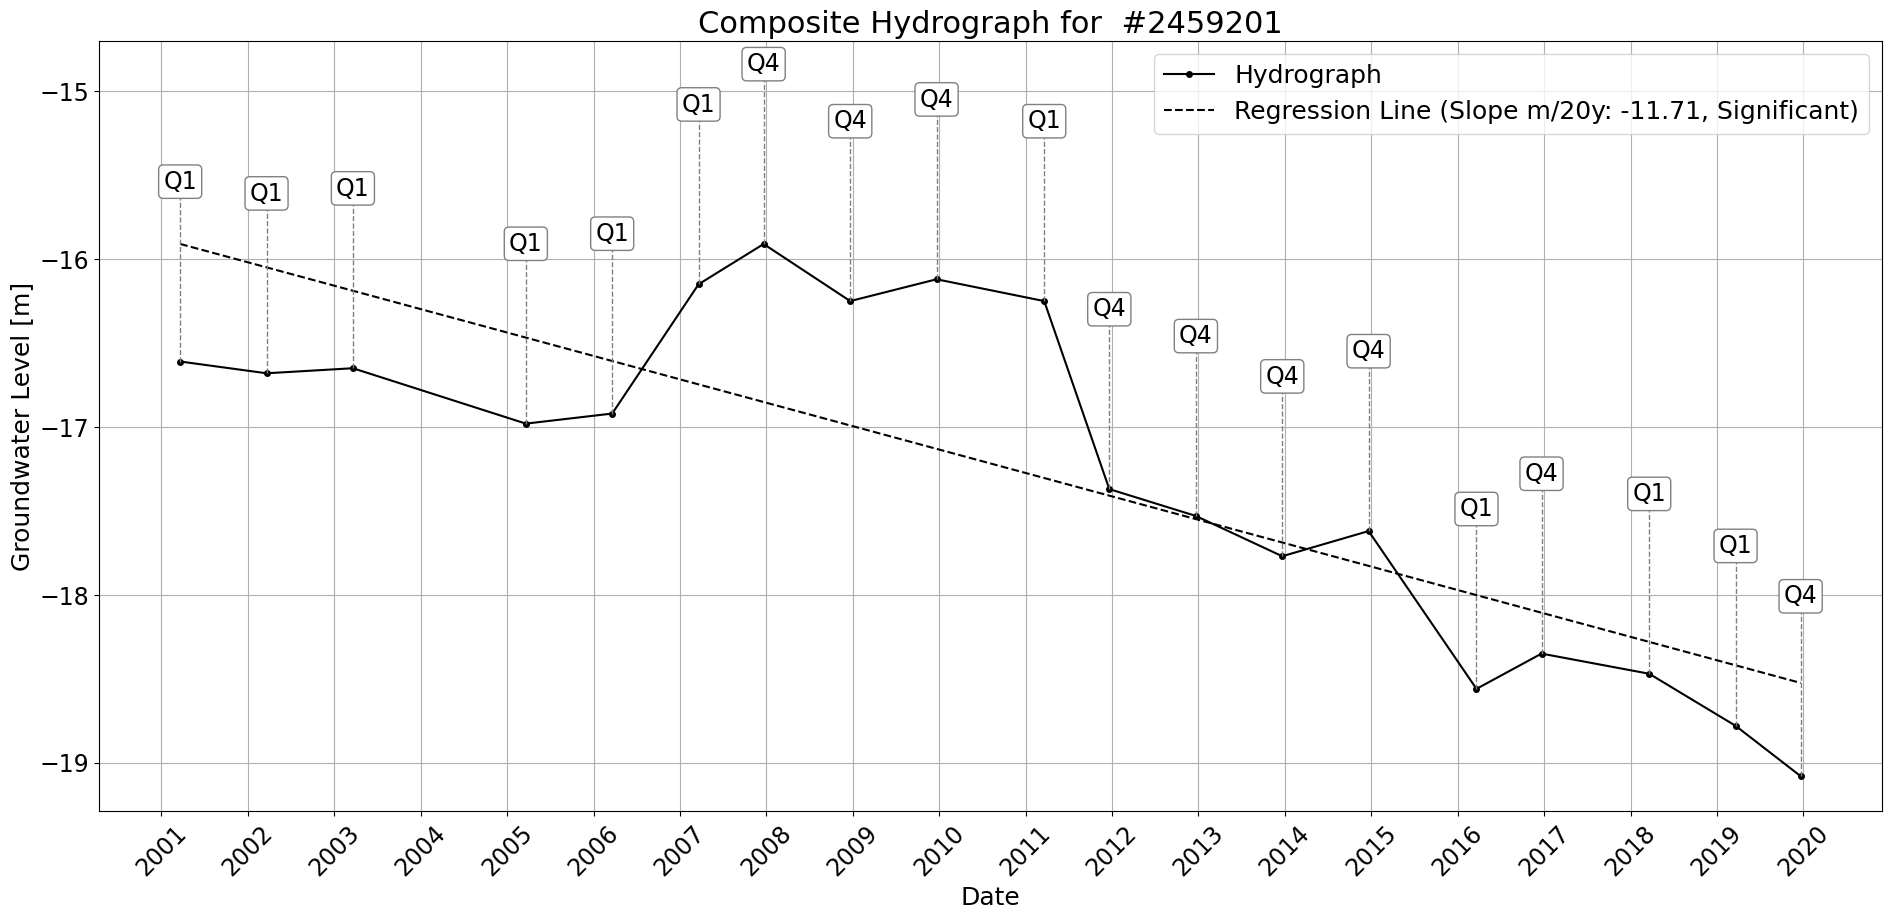 Composite Hydrograph for  #2459201
Hydrograph
Regression Line (Slope m/20y: -11.71, Significant)
Groundwater Level [m]
−15
−16
−17
−18
−19
Q1
Q1
Q1
Q1
Q1
Q1
Q4
Q4
Q4
Q1
Q4
Q4
Q4
Q4
Q1
Q4
Q1
Q1
Q4
2001
2002
2003
2004
2005
2006
2007
2008
2009
2010
2011
2012
2013
2014
2015
2016
2017
2018
2019
2020
Date